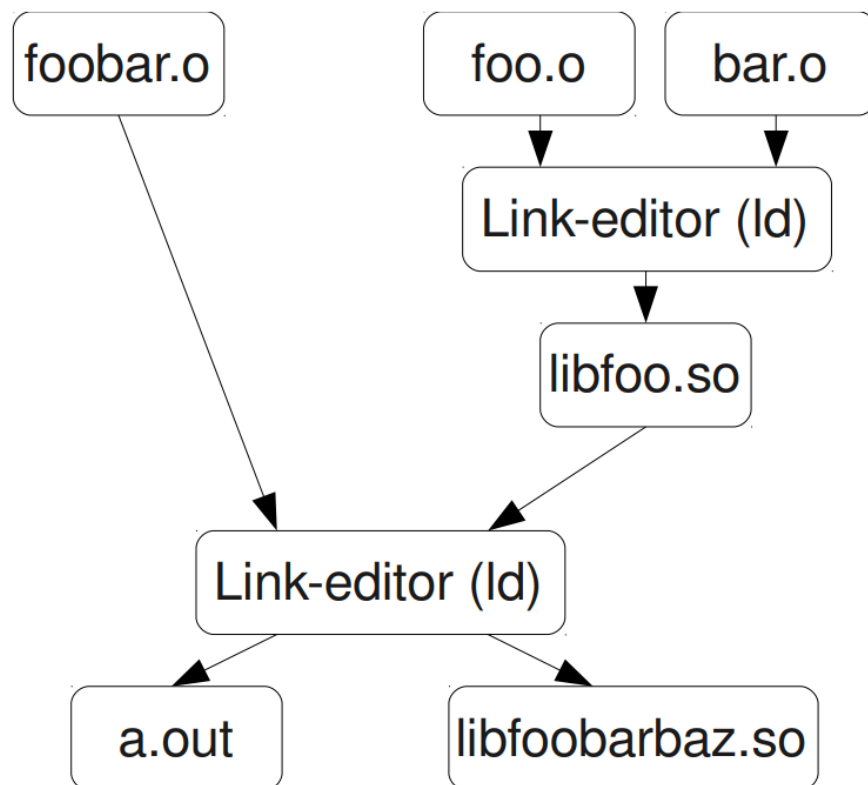 foobar.o
foo.o
bar.o
Link-editor (ld)
libfoo.so
Link-editor (ld)
a.out
libfoobarbaz.so